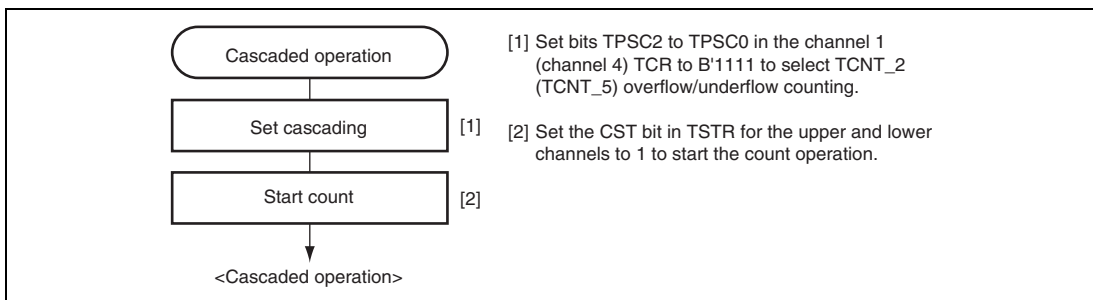 Cascaded operation
Set cascading
[1]
Start count
[2]
<Cascaded operation>
[1] Set bits TPSC2 to TPSC0 in the channel 1
(channel 4) TCR to B'1111 to select TCNT_2
(TCNT_5) overflow/underflow counting.
[2] Set the CST bit in TSTR for the upper and lower
channels to 1 to start the count operation.